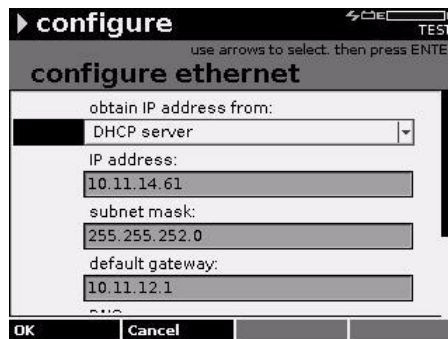 configure
TEST
use arrows to select. then press ENTE
configure ethernet
obtain IP address from:
DHCP server
IP address:
10.11.14.61
subnet mask:
255.255.252.0
default gateway:
10.11.12.1
OK Cancel